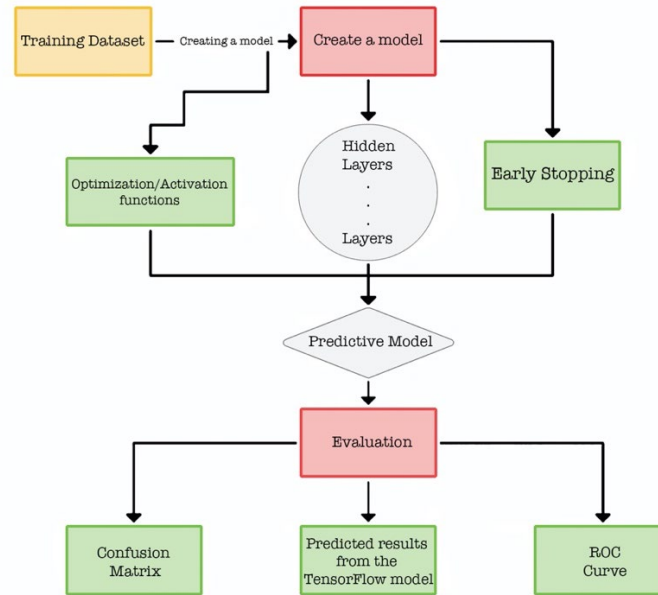 Training Dataset
Creating a model
Create a model
Hidden
Layers
.
.
.
Layers
Optimization/Activation
functions
Early Stopping
Predictive Model
Evaluation
Confusion
Matrix
Predicted results
from the
TensorFlow model
ROC
Curve